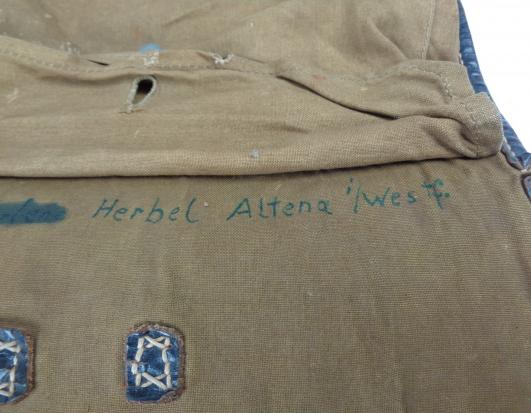 Herbel Altena i/Westf.